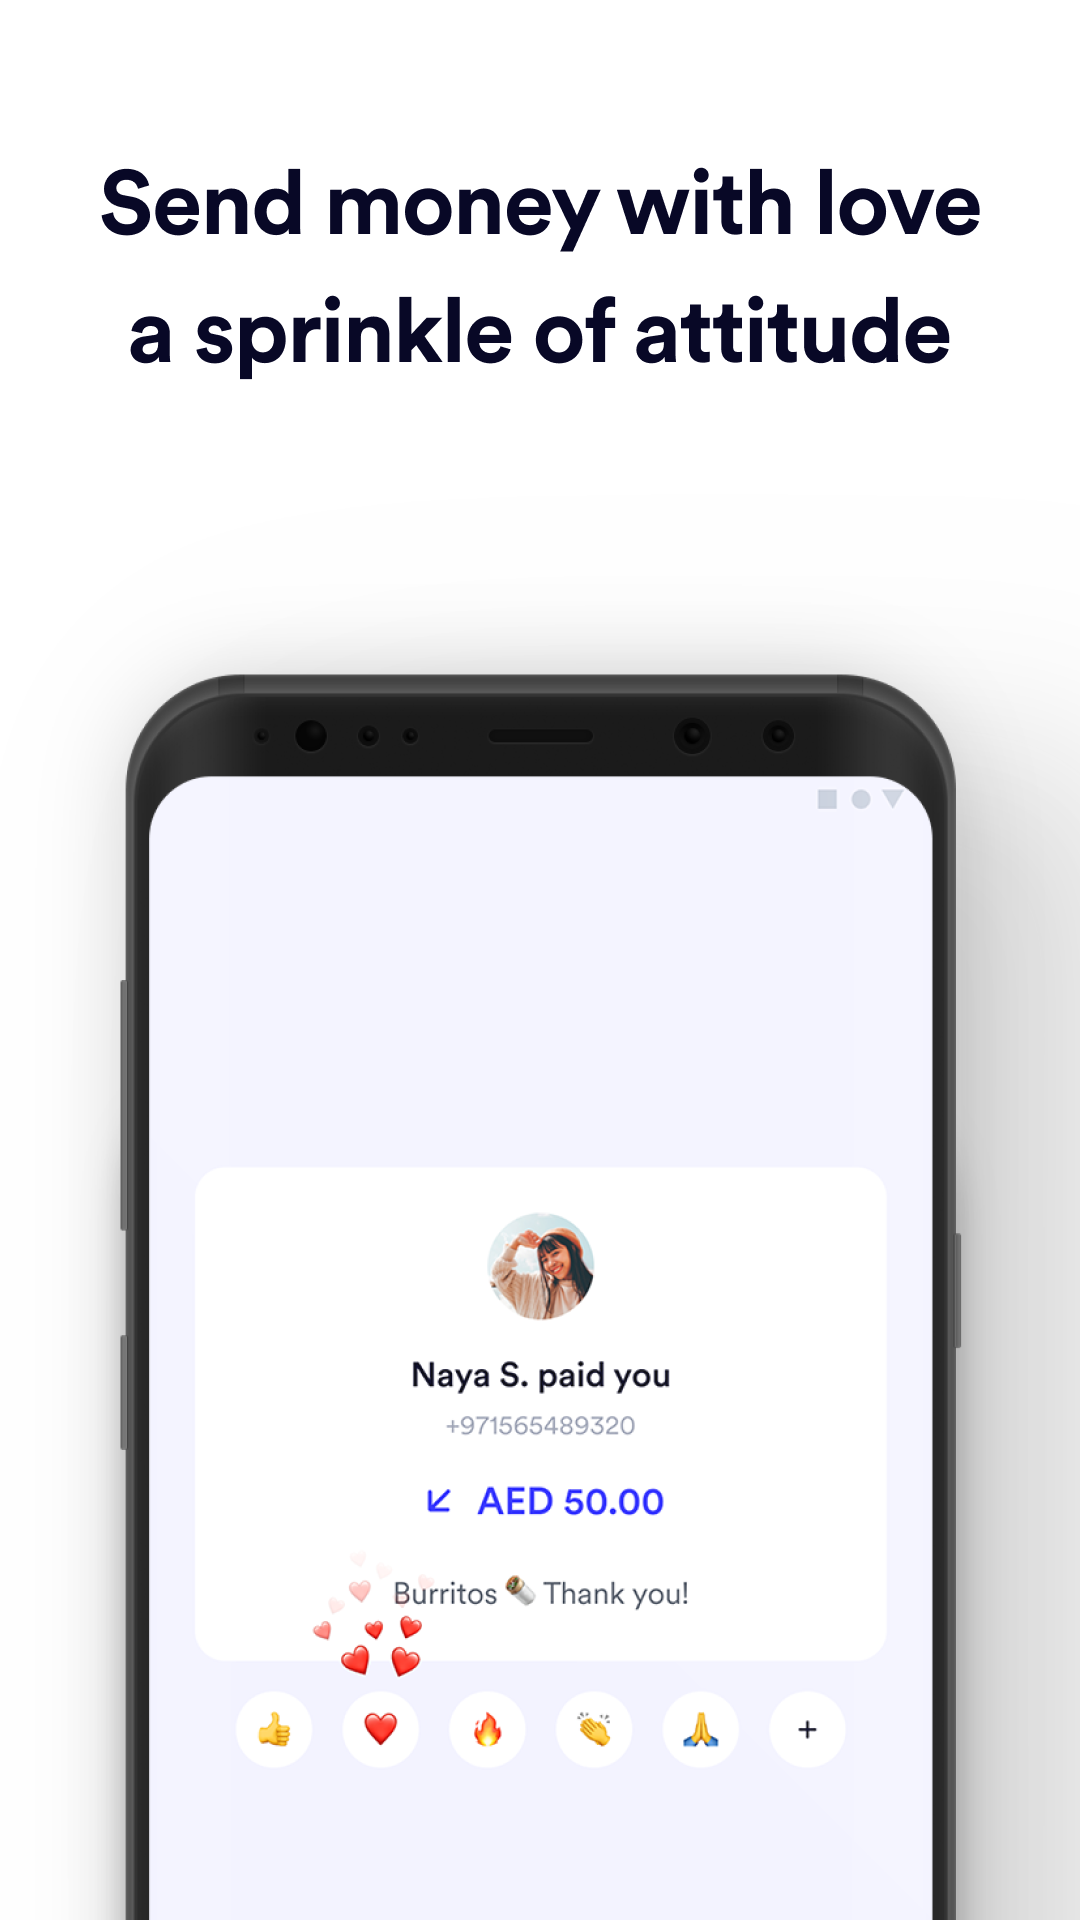 Send money with love
a sprinkle of attitude
Naya S. paid you
+971565489320
AED 50.00
Burritos 🌯 Thank you!
+